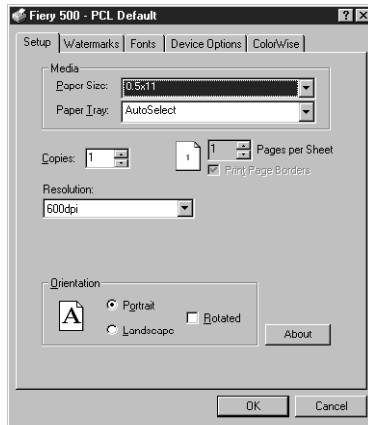 Fiery 500 - PCL Default
Setup Watermarks Fonts Device Options ColorWise
Media
Paper Size: 0.5x11
Paper Tray: AutoSelect
Copies: 1
1
1 Pages per Sheet
Print Page Borders
Resolution:
600dpi
Orientation
A
Portrait
Landscape
Rotated
About
OK Cancel